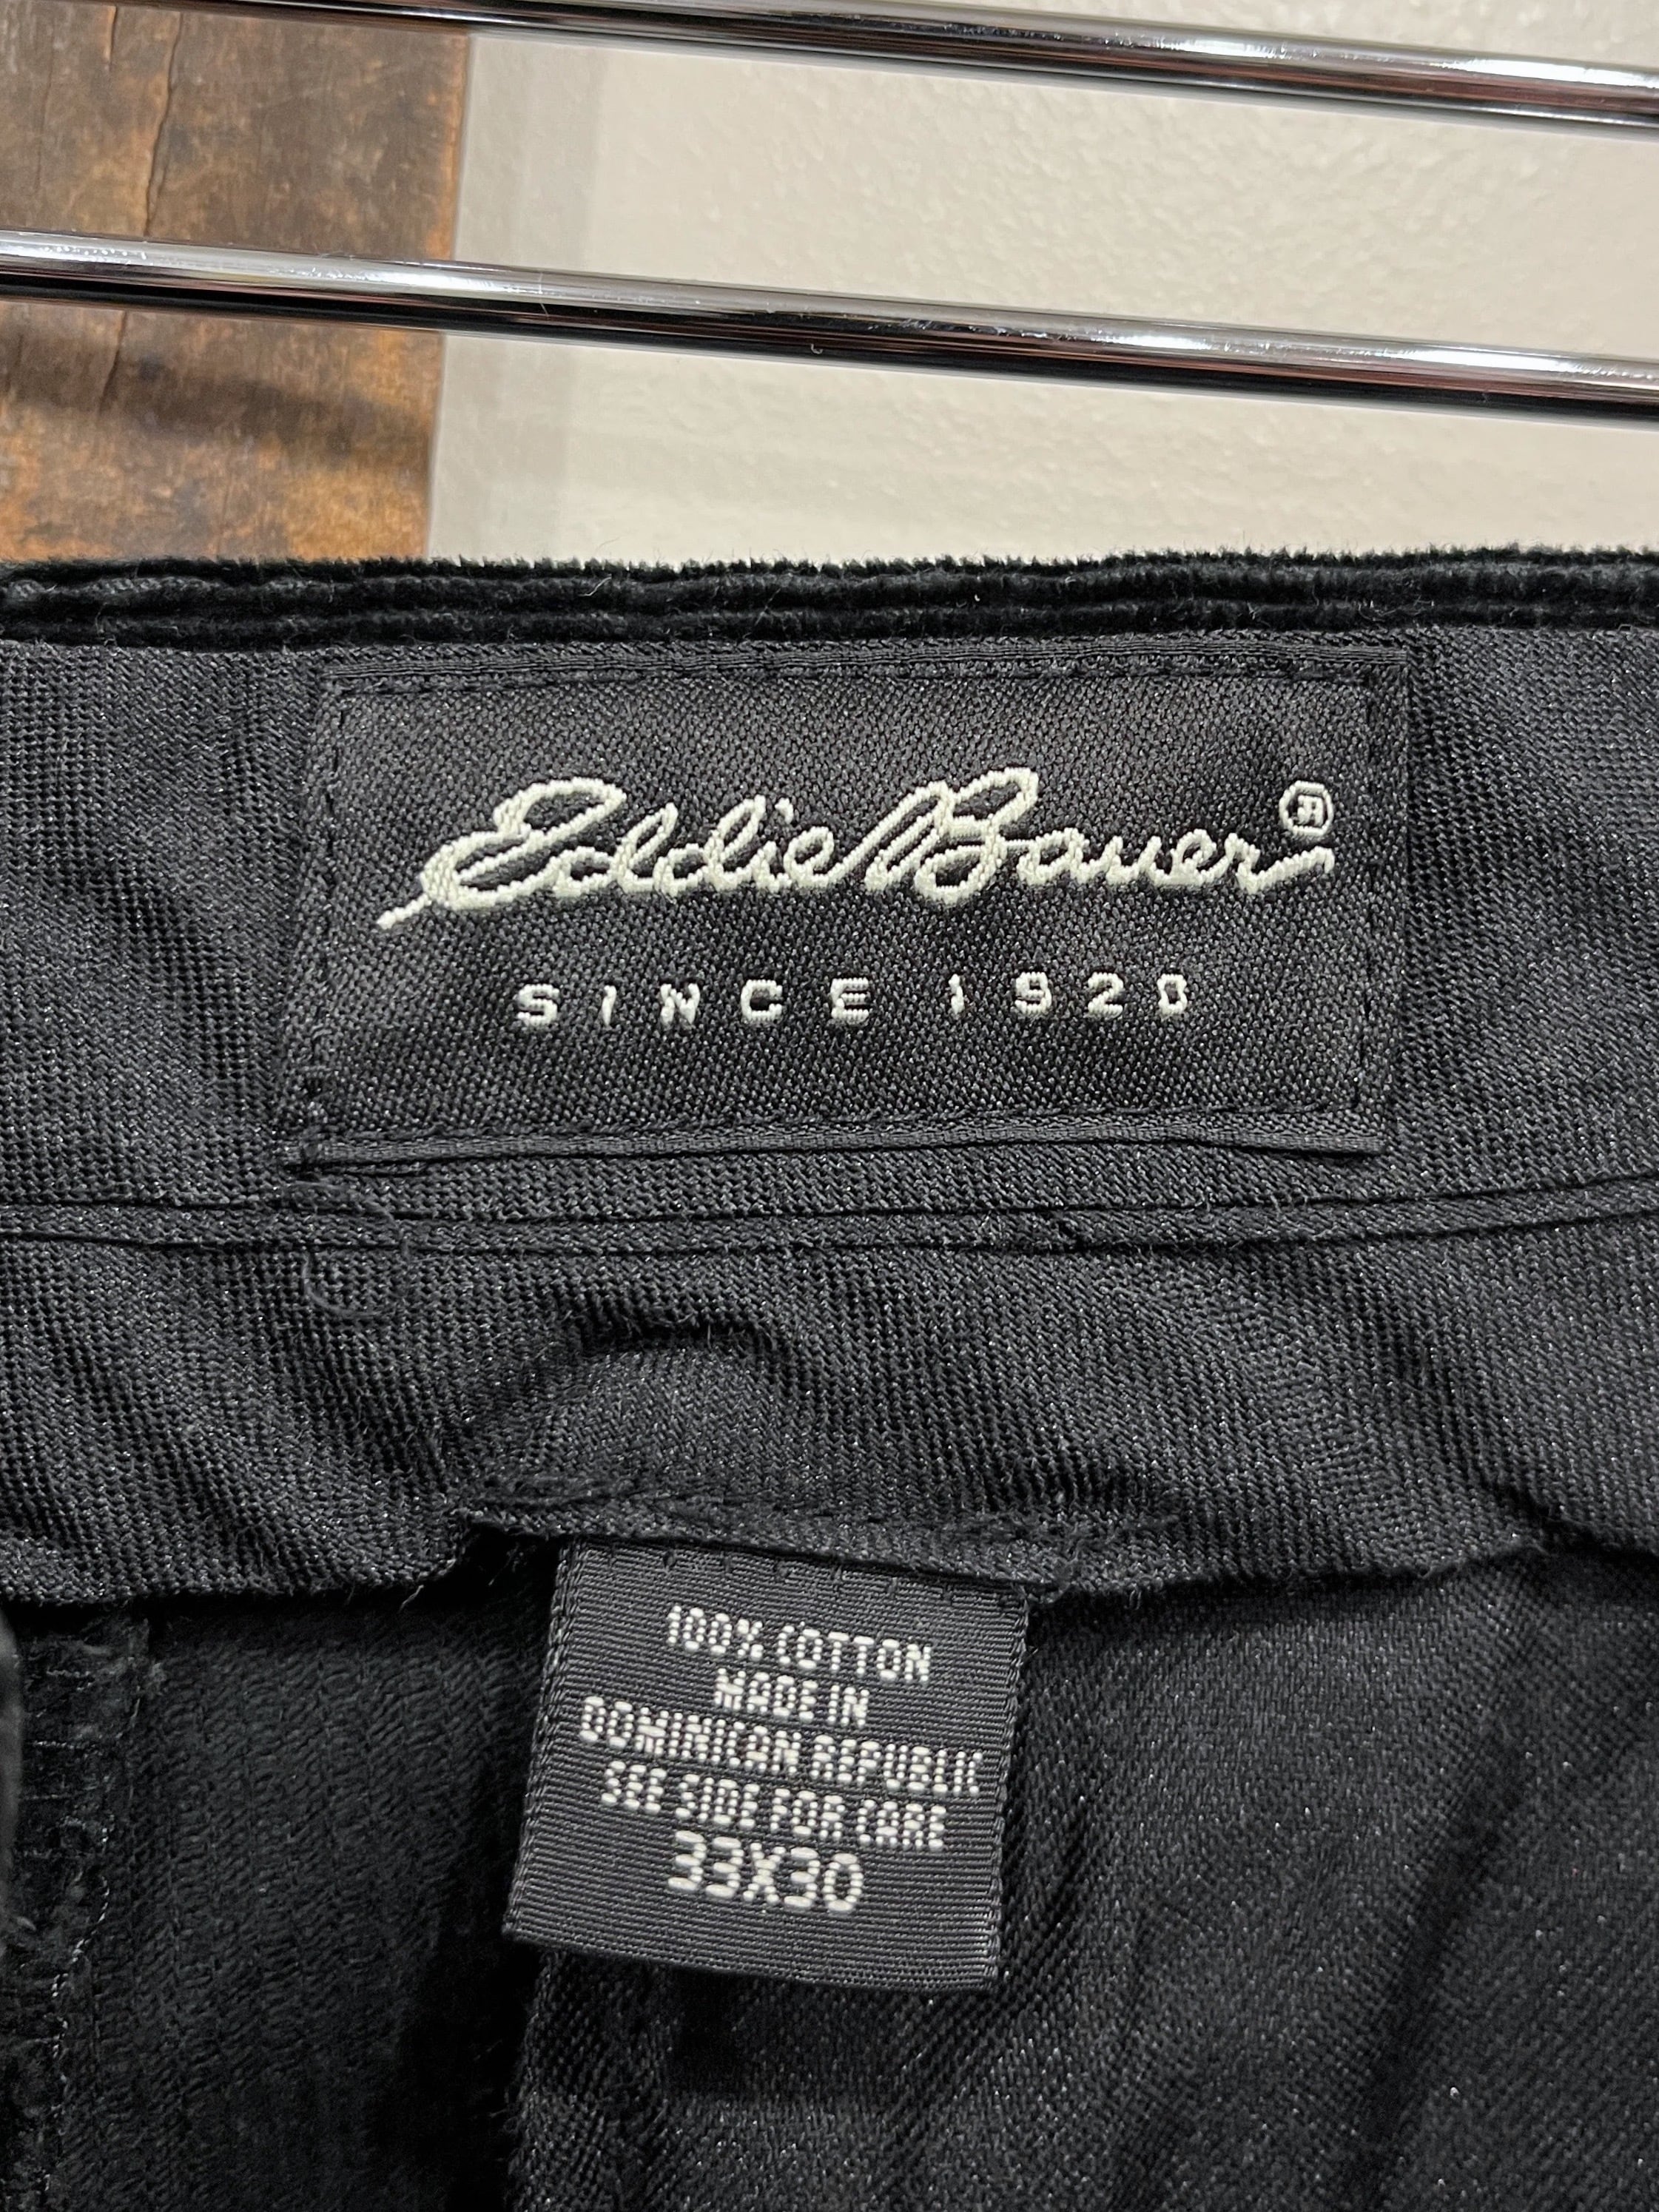 Eddie Bauer®
SINCE 1920
100% COTTON
MADE IN
DOMINICAN REPUBLIC
SEE SIDE FOR CARE
33X30